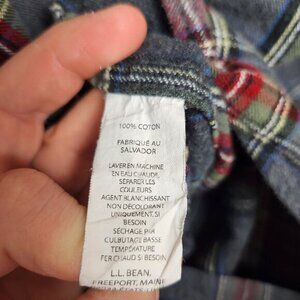 100% COTON
FABRIQUÉ AU
SALVADOR
LAVER EN MACHINE
EN EAU CHAUDE,
SÉPARER LES
COULEURS
AGENT BLANCHISSANT
NON CHLORÉ
UNIQUEMENT, SI
BESOIN
SÉCHAGE PAR
CULBUTAGE BASSE
TEMPÉRATURE
FER CHAUD SI BESOIN
L.L. BEAN,
FREEPORT, MAINE